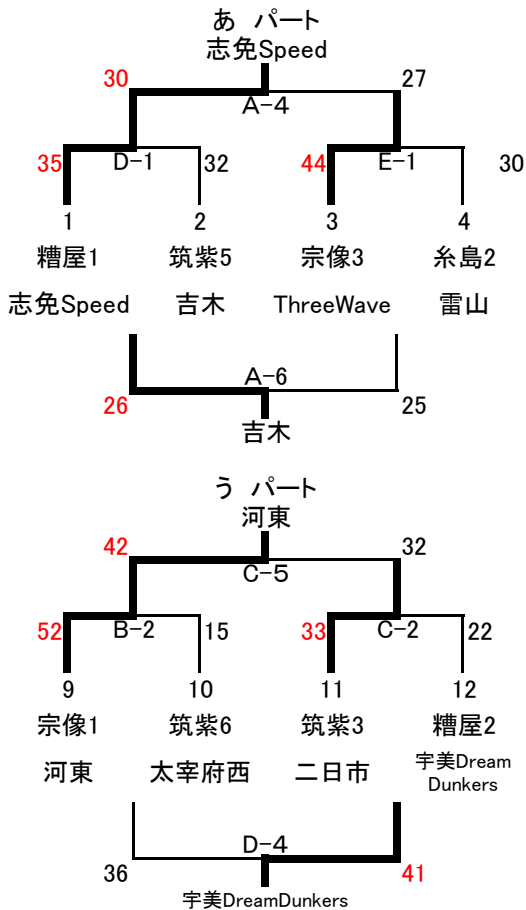 あ パート
志免Speed
30 27
A-4
35 D-1 32 44 E-1 30
1 2 3 4
糟屋1 筑紫5 宗像3 糸島2
志免Speed 吉木 ThreeWave 雷山
A-6
26 25
吉木
う パート
河東
42 32
C-5
52 B-2 15 33 C-2 22
9 10 11 12
宗像1 筑紫6 筑紫3 糟屋2
河東 太宰府西 二日市 宇美Dream
Dunkers
D-4
36 41
宇美DreamDunkers